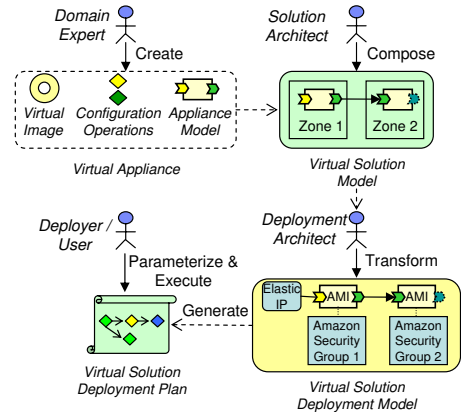 Domain
Expert
Create
Virtual
Image
Configuration
Operations
Appliance
Model
Virtual Appliance
Solution
Architect
Compose
Zone 1
Zone 2
Virtual Solution
Model
Deployer /
User
Parameterize &
Execute
Virtual Solution
Deployment Plan
Generate
Deployment
Architect
Transform
Elastic
IP
AMI
AMI
Amazon
Security
Group 1
Amazon
Security
Group 2
Virtual Solution
Deployment Model